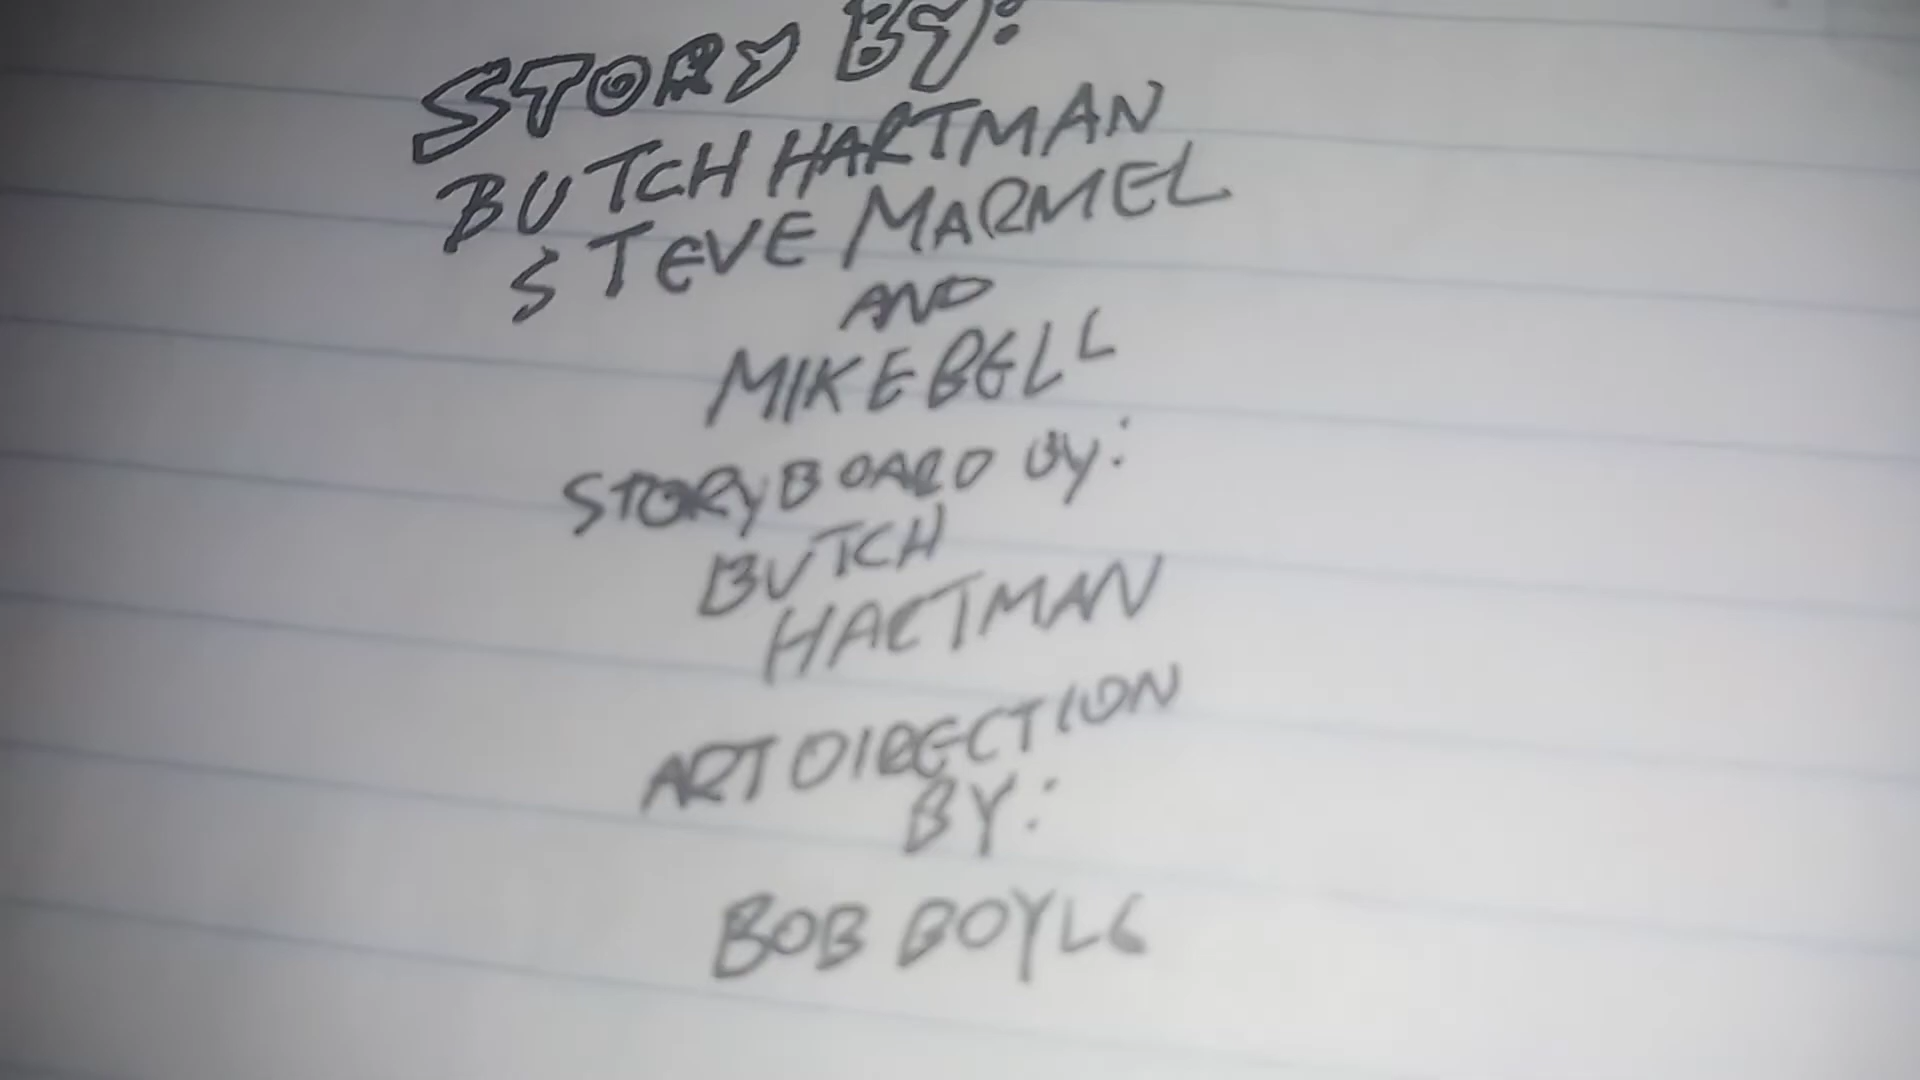 STORY BY:
BUTCH HARTMAN
STEVE MARMEL
AND
MIKE BELL
STORYBOARD BY:
BUTCH
HARTMAN
ART DIRECTION
BY:
BOB BOYLE